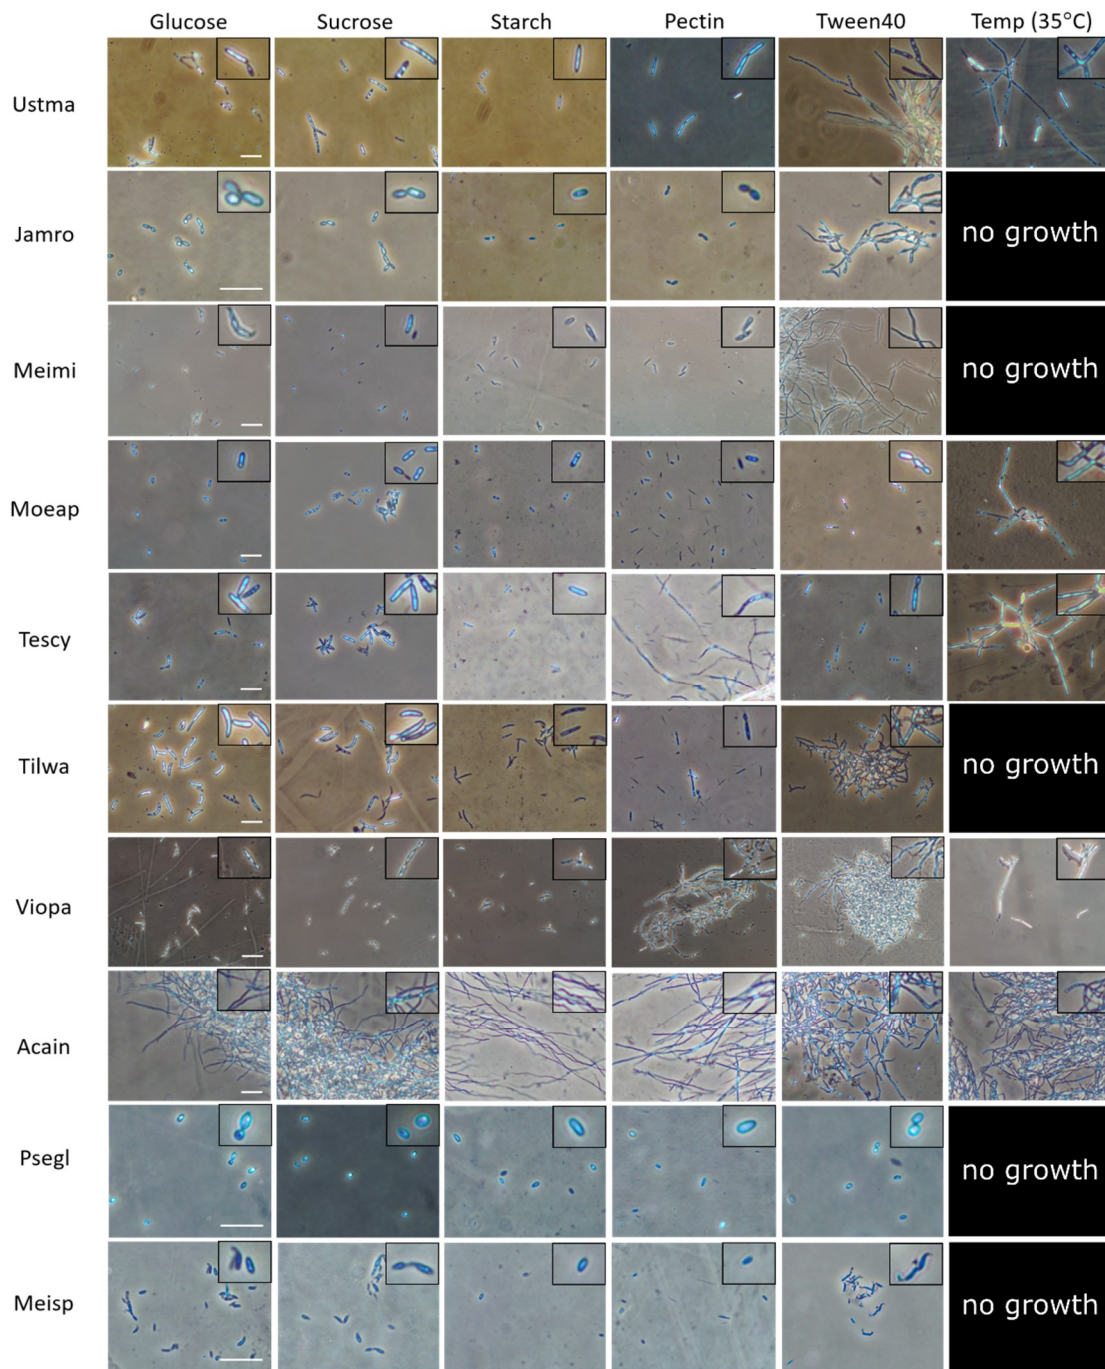 Glucose Sucrose Starch Pectin Tween40 Temp (35°C)
Ustma
Jamro no growth
Meimi no growth
Moeap
Tescy
Tilwa no growth
Viopa
Acain
Psegl no growth
Meisp no growth